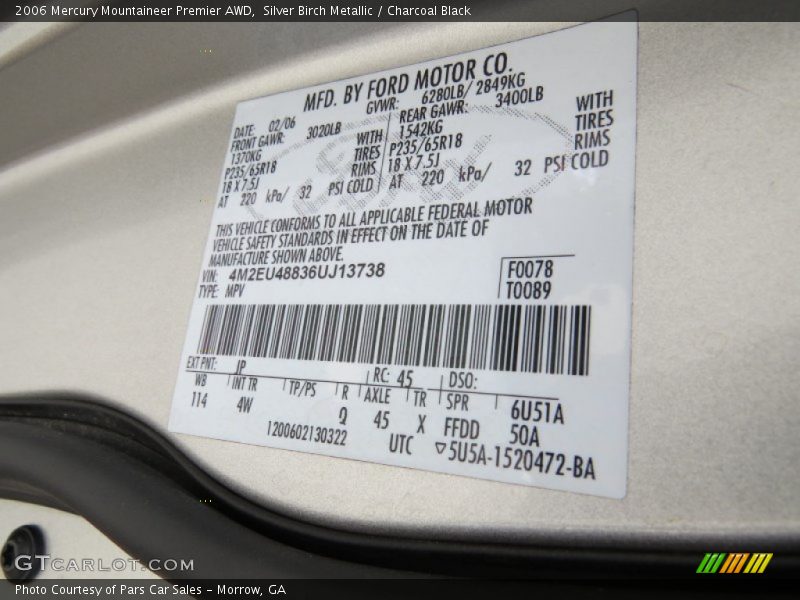 2006 Mercury Mountaineer Premier AWD, Silver Birch Metallic / Charcoal Black
MFD. BY FORD MOTOR CO.
DATE: 02/06 GVWR: 6280LB/ 2849KG
FRONT GAWR: 3020LB REAR GAWR: 3400LB
1370KG WITH 1542KG WITH
P235/65R18 TIRES P235/65R18 TIRES
18 X 7.5J RIMS 18 X 7.5J RIMS
AT 220 kPa/ 32 PSI COLD AT 220 kPa/ 32 PSI COLD
THIS VEHICLE CONFORMS TO ALL APPLICABLE FEDERAL MOTOR
VEHICLE SAFETY STANDARDS IN EFFECT ON THE DATE OF
MANUFACTURE SHOWN ABOVE.
VIN: 4M2EU48836UJ13738 F0078
TYPE: MPV T0089
EXT PNT: JP RC: 45 DSO:
WB INT TR TP/PS R AXLE TR SPR 6U51A
114 4W Q 45 X FFDD 50A
1200602130322 UTC ▽5U5A-1520472-BA
GTCARLOT.COM
Photo Courtesy of Pars Car Sales - Morrow, GA